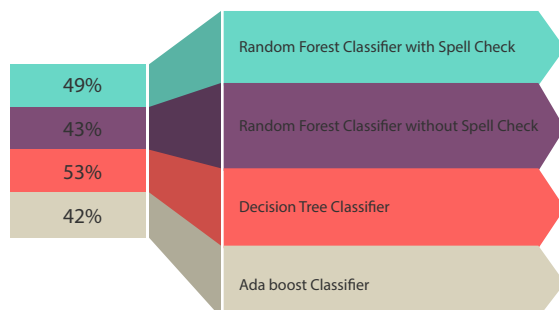 49%
Random Forest Classifier with Spell Check
43%
Random Forest Classifier without Spell Check
53%
Decision Tree Classifier
42%
Ada boost Classifier